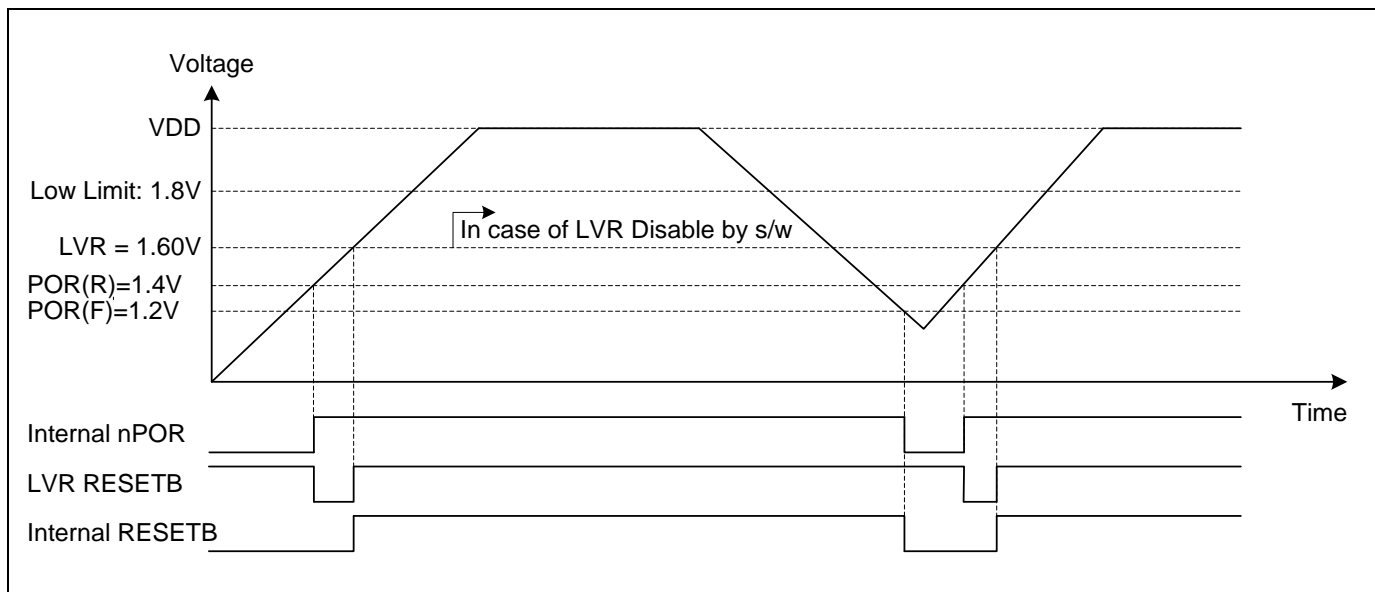 Voltage
VDD
Low Limit: 1.8V
In case of LVR Disable by s/w
LVR = 1.60V
POR(R)=1.4V
POR(F)=1.2V
Time
Internal nPOR
LVR RESETB
Internal RESETB